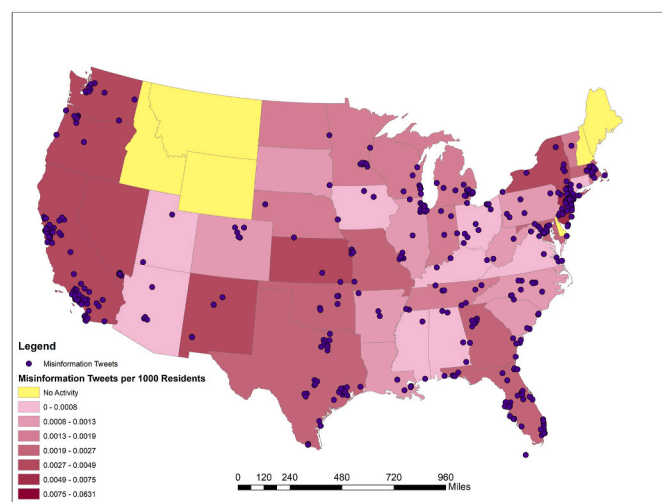 Legend
Misinformation Tweets
Misinformation Tweets per 1000 Residents
No Activity
0 - 0.0008
0.0008 - 0.0013
0.0013 - 0.0019
0.0019 - 0.0027
0.0027 - 0.0049
0.0049 - 0.0075
0.0075 - 0.0631
0 120 240 480 720 960
Miles